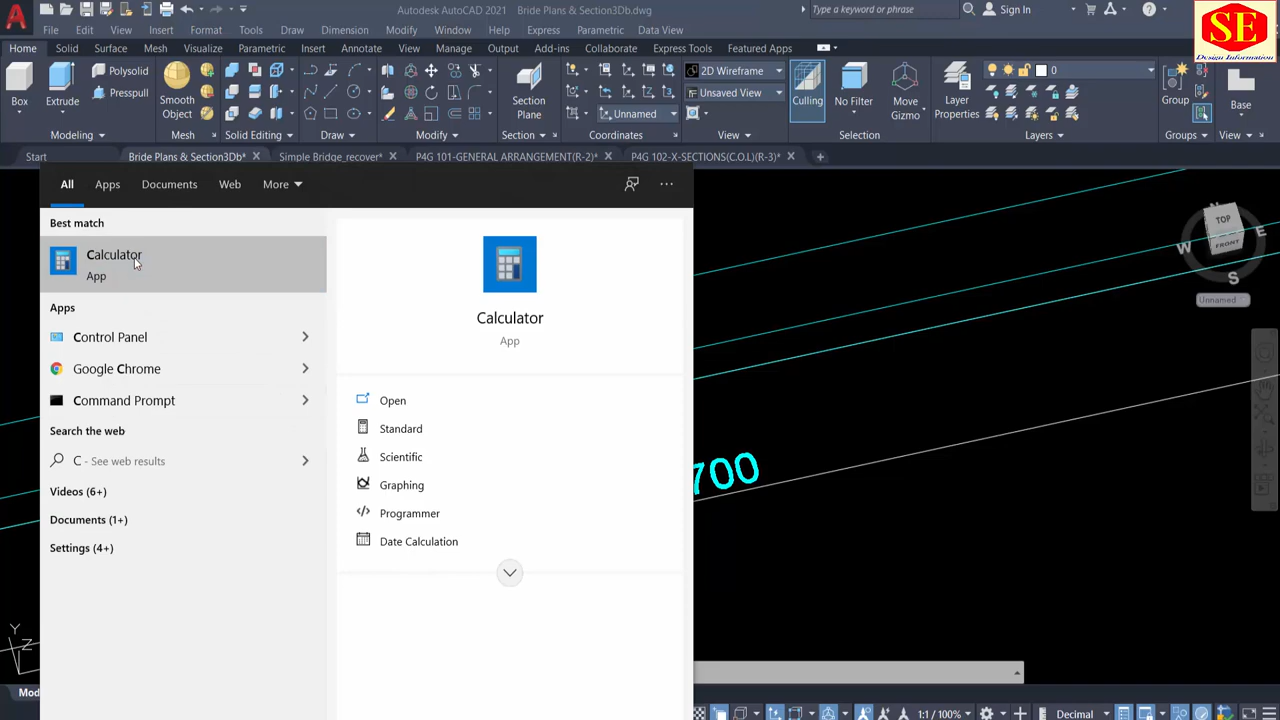 Autodesk AutoCAD 2021 Bride Plans & Section3Db.dwg
Type a keyword or phrase
Sign In
SE
Design Information
File Edit View Insert Format Tools Draw Dimension Modify Window Help Express Parametric Data View
Home Solid Surface Mesh Visualize Parametric Insert Annotate View Manage Output Add-ins Collaborate Express Tools Featured Apps
Box
Extrude
Polysolid
Presspull
Smooth
Object
Section
Plane
Unnamed
2D Wireframe
Unsaved View
Culling
No Filter
Move
Gizmo
Layer
Properties
0
Group
Base
Modeling Mesh Solid Editing Draw Modify Section Coordinates View Selection Layers Groups View
Start Bride Plans & Section3Db* Simple Bridge_recover* P4G 101-GENERAL ARRANGEMENT(R-2)* P4G 102-X-SECTIONS(C.O.L)(R-3)*
All Apps Documents Web More
Best match
Calculator
App
Apps
Control Panel
Google Chrome
Command Prompt
Search the web
C - See web results
Videos (6+)
Documents (1+)
Settings (4+)
Calculator
App
Open
Standard
Scientific
Graphing
Programmer
Date Calculation
700
TOP
FRONT
N
W
E
S
Unnamed
Y
Z
Mod
1:1 / 100% Decimal